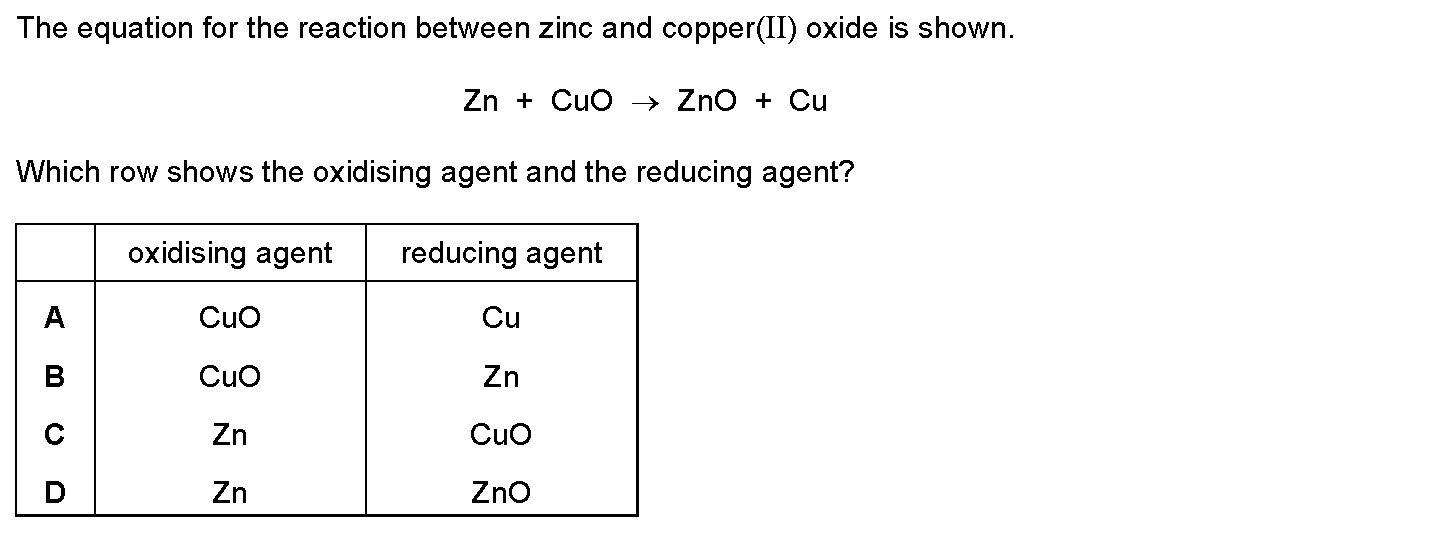 The equation for the reaction between zinc and copper(II) oxide is shown.
Zn + CuO → ZnO + Cu
Which row shows the oxidising agent and the reducing agent?
oxidising agent reducing agent
A CuO Cu
B CuO Zn
C Zn CuO
D Zn ZnO